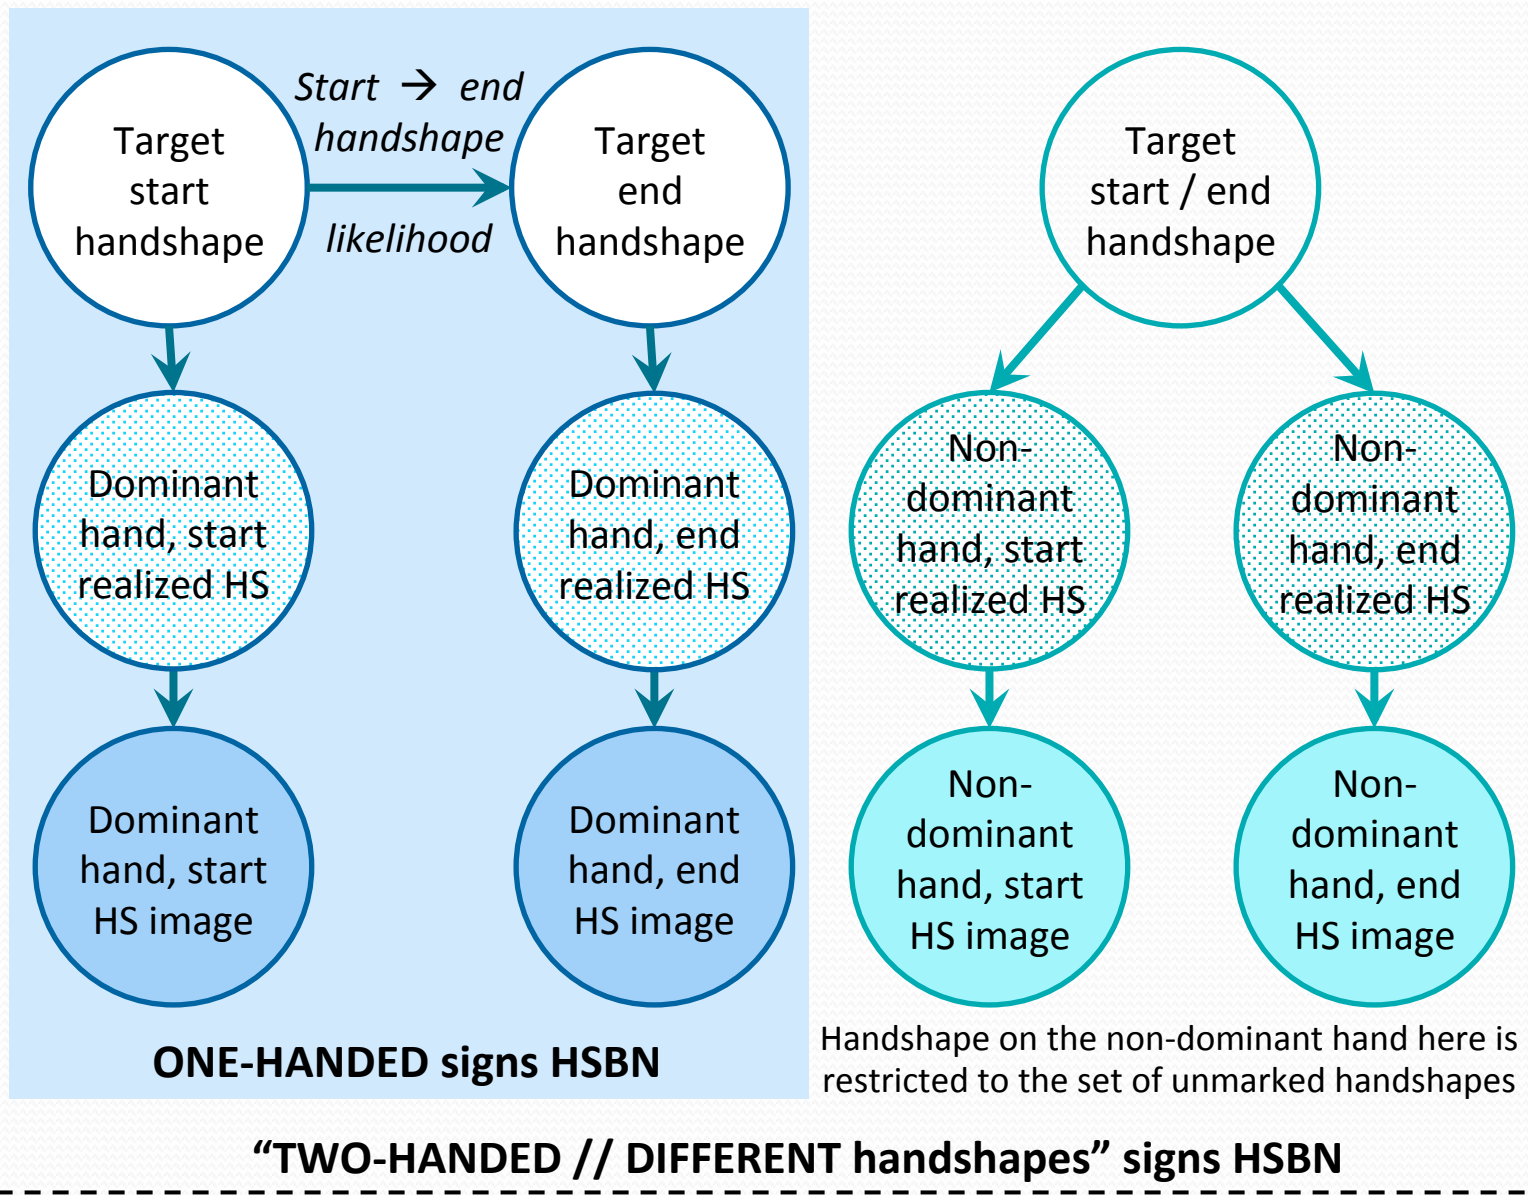 Target
start
handshape
Start → end
handshape
likelihood
Target
end
handshape
Target
start / end
handshape
Dominant
hand, start
realized HS
Dominant
hand, end
realized HS
Non-
dominant
hand, start
realized HS
Non-
dominant
hand, end
realized HS
Dominant
hand, start
HS image
Dominant
hand, end
HS image
Non-
dominant
hand, start
HS image
Non-
dominant
hand, end
HS image
ONE-HANDED signs HSBN
Handshape on the non-dominant hand here is
restricted to the set of unmarked handshapes
“TWO-HANDED // DIFFERENT handshapes” signs HSBN